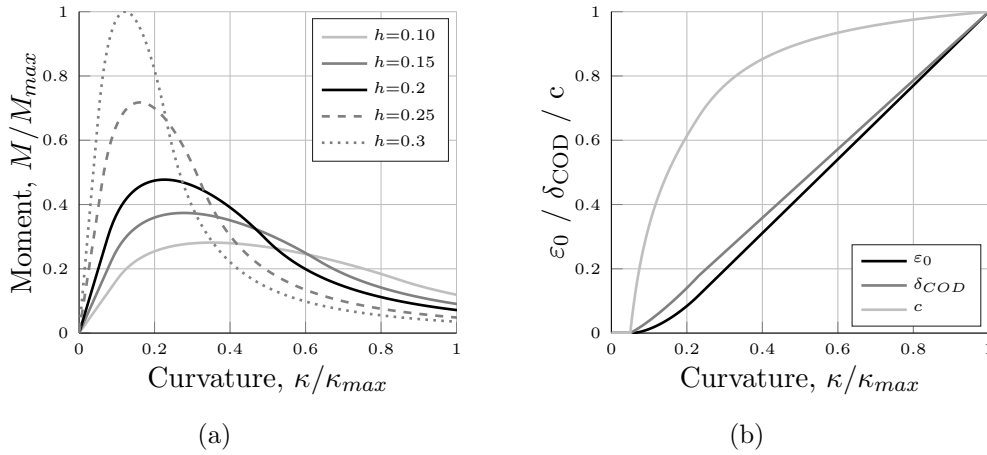 1
0.8
0.6
0.4
0.2
0
0 0.2 0.4 0.6 0.8 1
Moment, M/M_max
Curvature, κ/κ_max
h=0.10
h=0.15
h=0.2
h=0.25
h=0.3
(a)
1
0.8
0.6
0.4
0.2
0
0 0.2 0.4 0.6 0.8 1
ε_0 / δ_COD / c
Curvature, κ/κ_max
ε_0
δ_COD
c
(b)